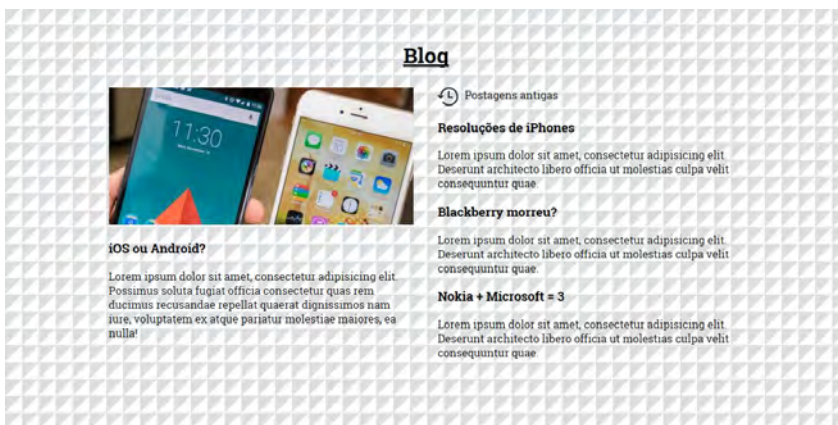 Blog
11:30
iOS ou Android?
Lorem ipsum dolor sit amet, consectetur adipisicing elit.
Possimus soluta fugiat officia consectetur quas rem
ducimus recusandae repellat quaerat dignissimos nam
iure, voluptatem ex atque pariatur molestiae maiores, ea
nulla!
Postagens antigas
Resoluções de iPhones
Lorem ipsum dolor sit amet, consectetur adipisicing elit.
Deserunt architecto libero officia ut molestias culpa velit
consequuntur quae.
Blackberry morreu?
Lorem ipsum dolor sit amet, consectetur adipisicing elit.
Deserunt architecto libero officia ut molestias culpa velit
consequuntur quae.
Nokia + Microsoft = 3
Lorem ipsum dolor sit amet, consectetur adipisicing elit.
Deserunt architecto libero officia ut molestias culpa velit
consequuntur quae.